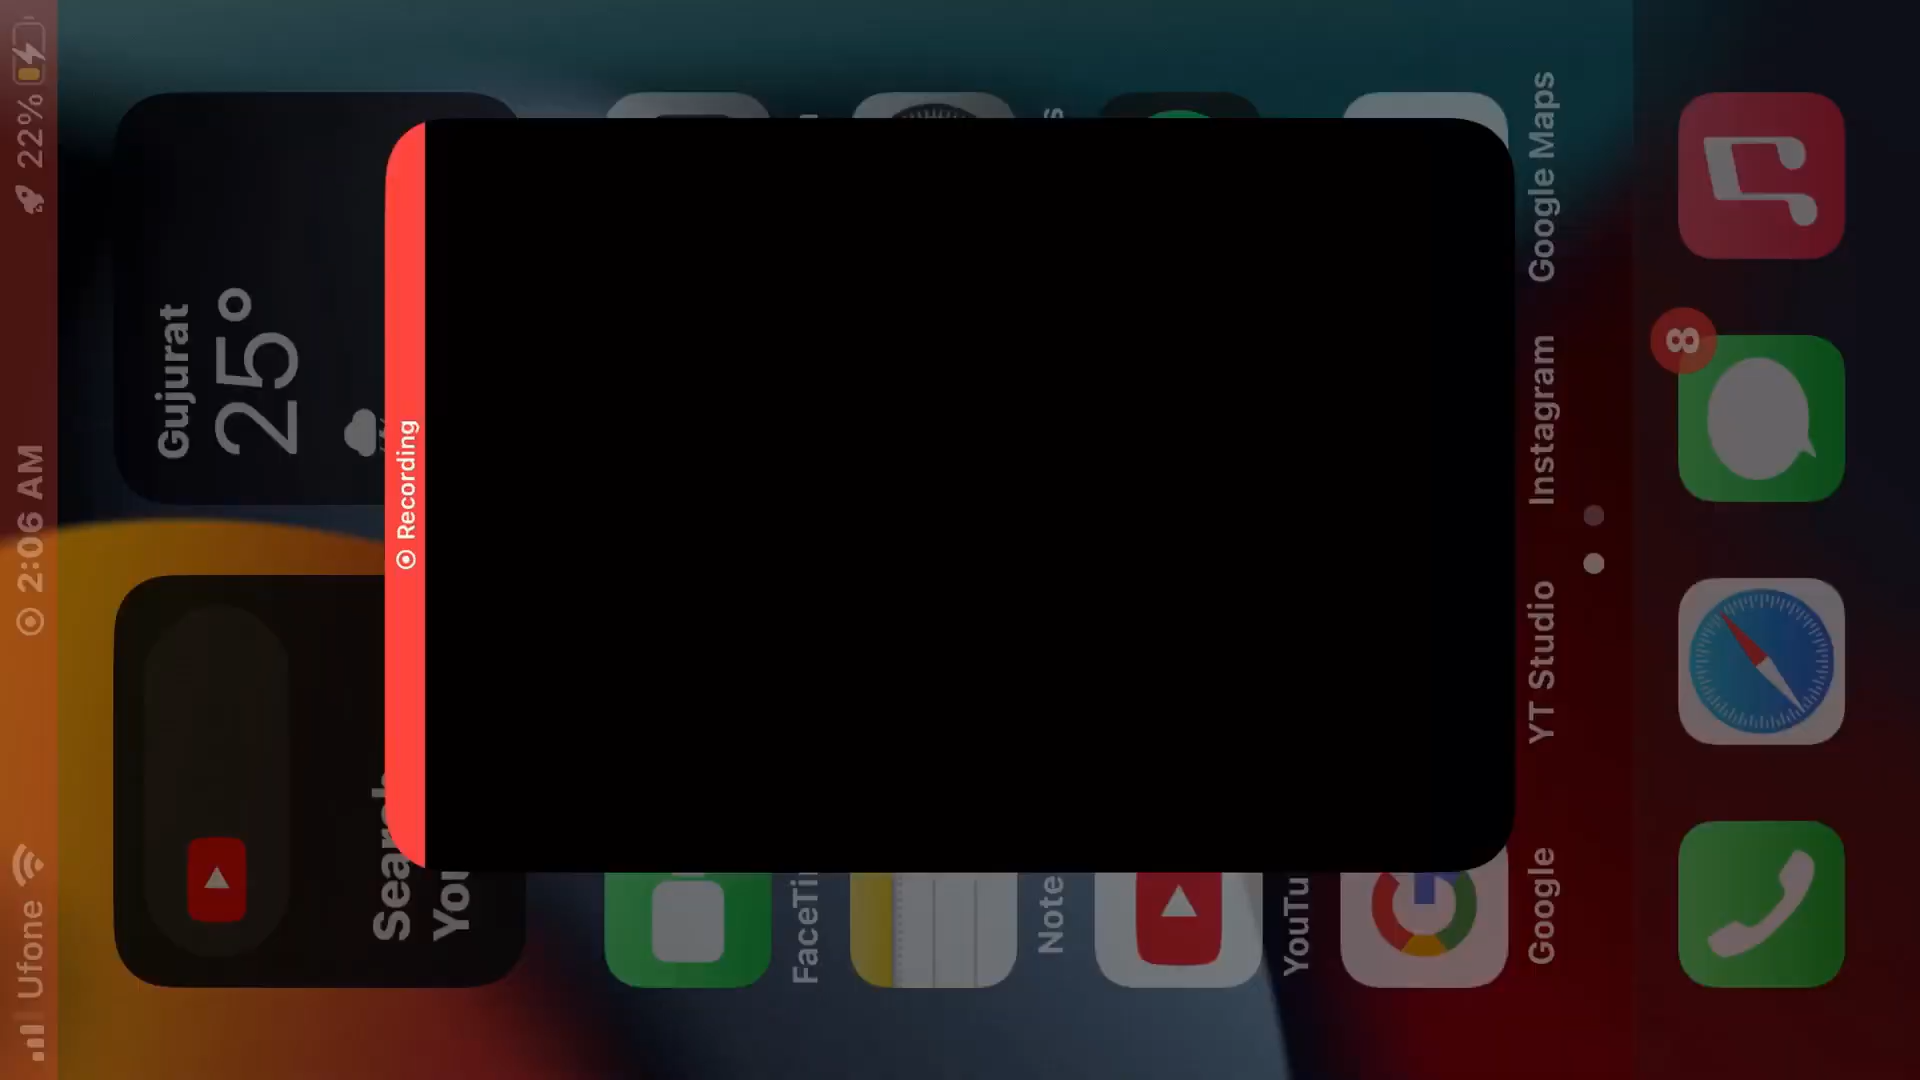 Ufone
2:06 AM
22%
Gujurat
25°
Recording
Search
You
FaceTi
Note
YouTu
Google
YT Studio
Instagram
Google Maps
8